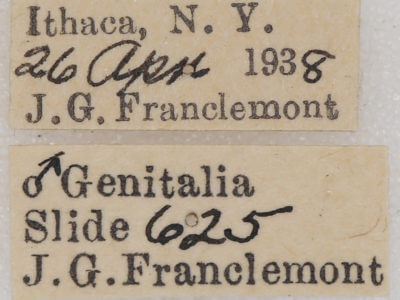 Ithaca, N. Y.
26 Apr 1938
J. G. Franclemont
♂ Genitalia
Slide 625
J. G. Franclemont